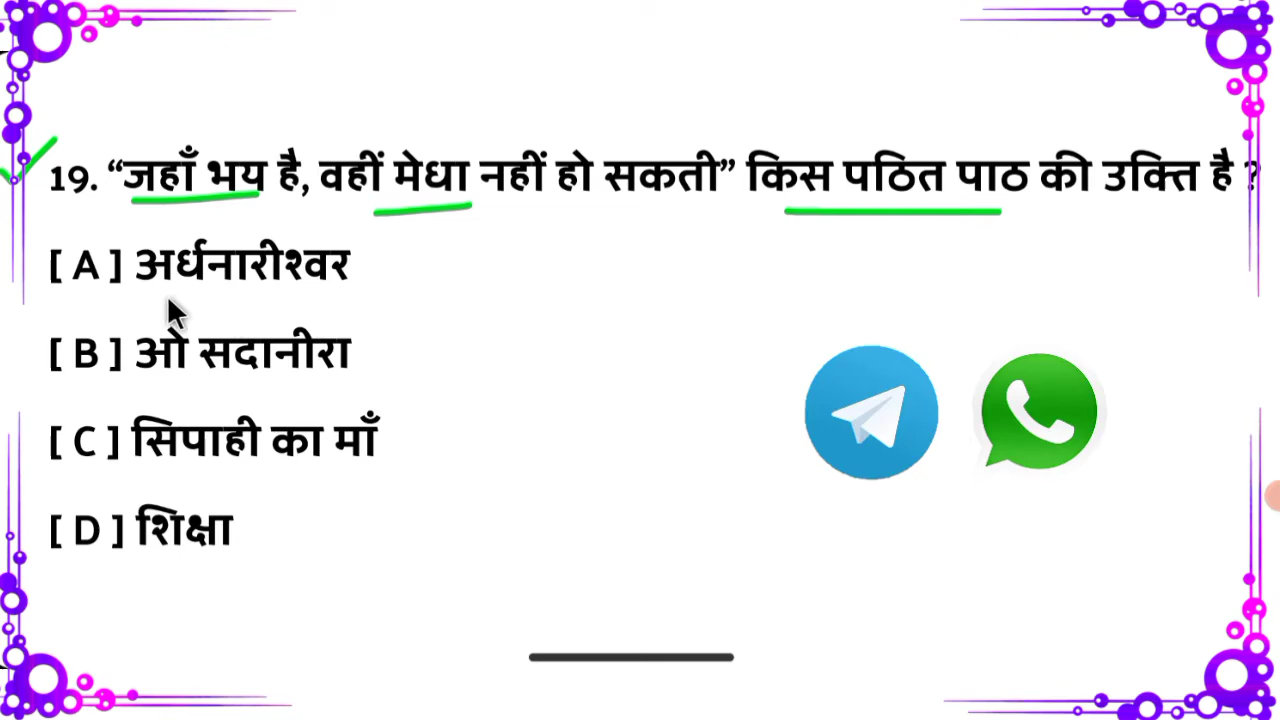 19. “जहाँ भय है, वहीं मेधा नहीं हो सकती” किस पठित पाठ की उक्ति है ?
[ A ] अर्धनारीश्वर
[ B ] ओ सदानीरा
[ C ] सिपाही का माँ
[ D ] शिक्षा